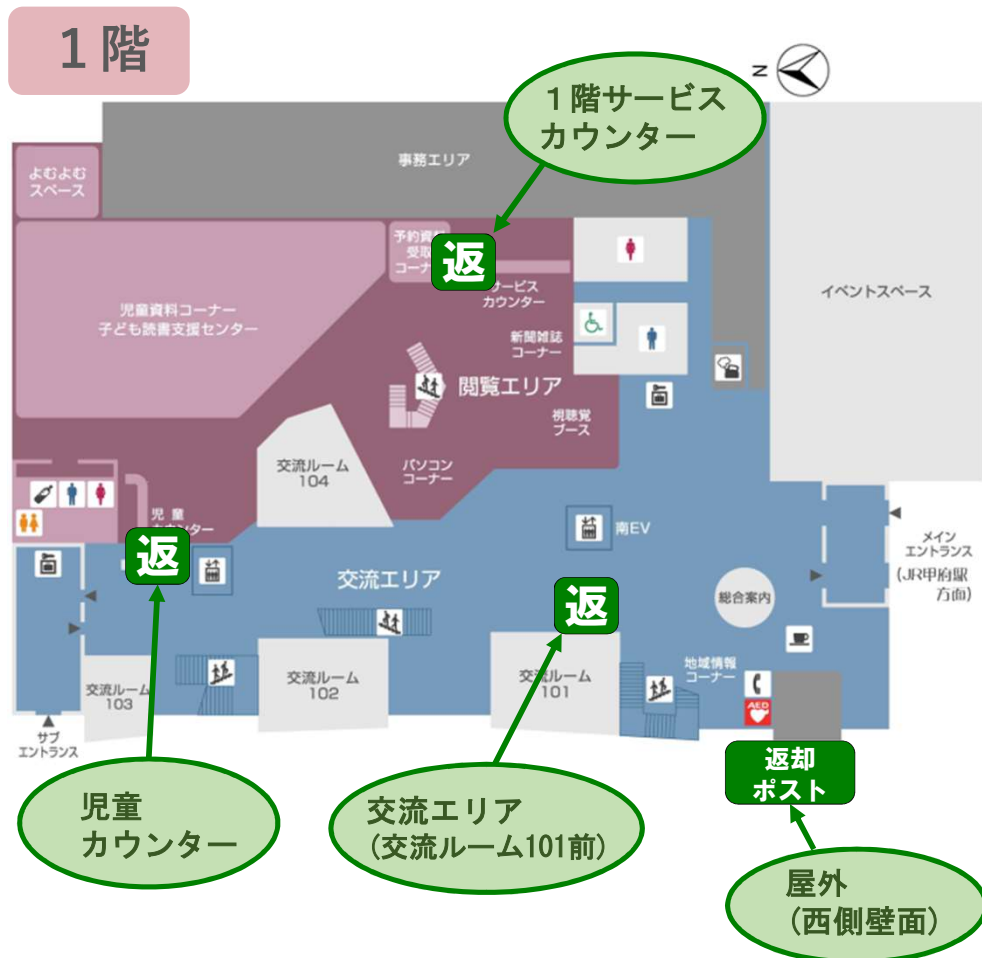 １階
N
１階サービス
カウンター
事務エリア
よむよむ
スペース
予約資料
受取
コーナー
返
サービス
カウンター
イベントスペース
児童資料コーナー
子ども読書支援センター
新聞雑誌
コーナー
閲覧エリア
視聴覚
ブース
交流ルーム
104
パソコン
コーナー
児童
カウンター
返
南EV
メイン
エントランス
(JR甲府駅
方面)
交流エリア
返
総合案内
交流ルーム
103
交流ルーム
102
交流ルーム
101
地域情報
コーナー
AED
サブ
エントランス
返却
ポスト
児童
カウンター
交流エリア
(交流ルーム101前)
屋外
(西側壁面)